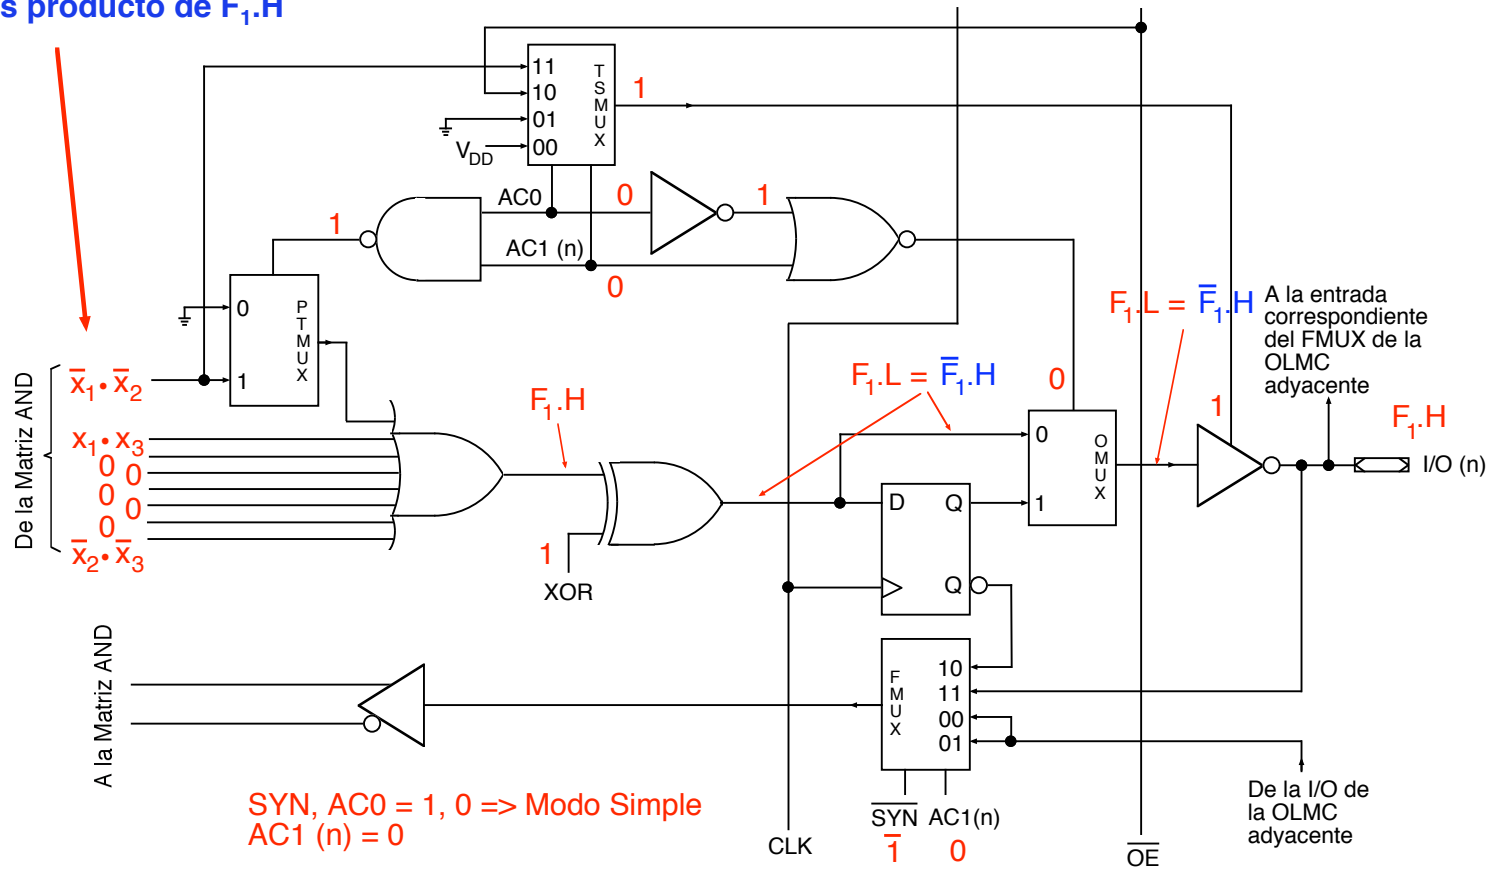 s producto de F₁.H
11
10
01
00
TSMUX
V_DD
1
AC0
0
1
AC1 (n)
0
1
0
1
PTMUX
De la Matriz AND
x̅₁•x̅₂
x₁•x₃
0
0
0
0
0
x̅₂•x̅₃
F₁.H
1
XOR
F₁.L = F̅₁.H
D
Q
Q
0
0
1
OMUX
F₁.L = F̅₁.H
1
A la entrada
correspondiente
del FMUX de la
OLMC
adyacente
F₁.H
I/O (n)
FMUX
10
11
00
01
A la Matriz AND
S̅Y̅N̅
AC1(n)
1̅
0
SYN, AC0 = 1, 0 => Modo Simple
AC1 (n) = 0
CLK
O̅E̅
De la I/O de
la OLMC
adyacente